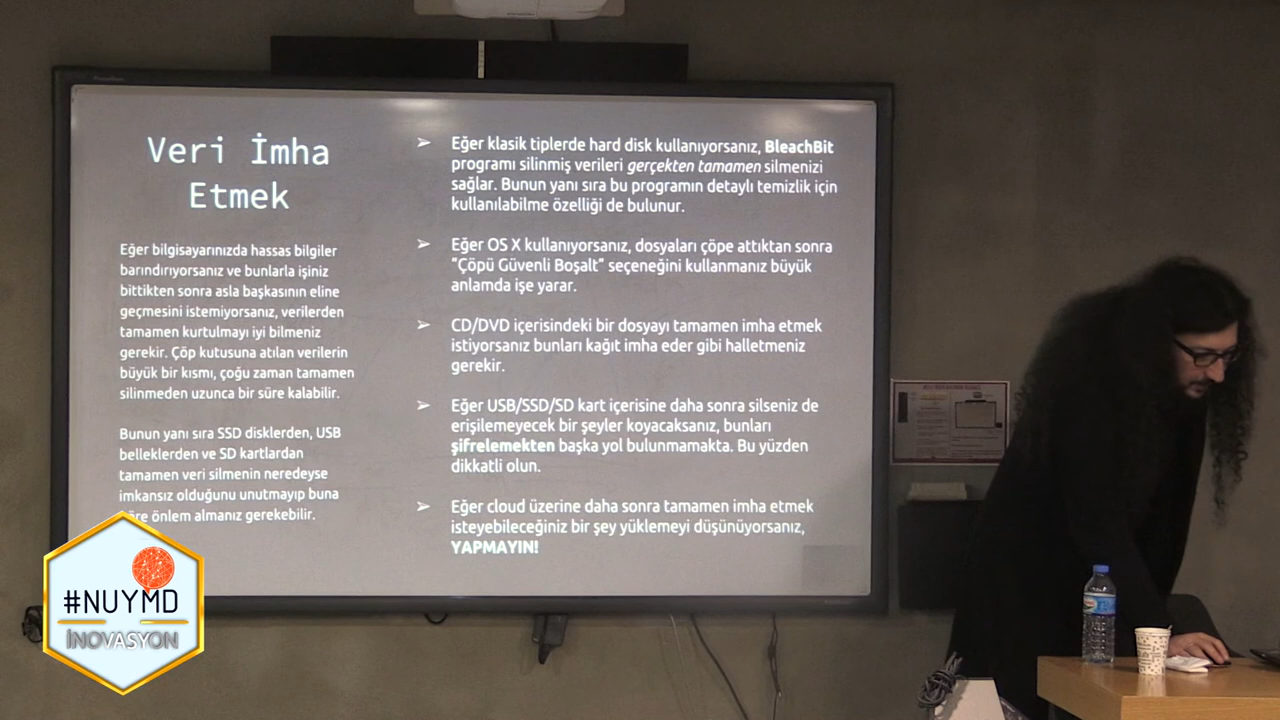 Veri İmha
Etmek
Eğer bilgisayarınızda hassas bilgiler
barındırıyorsanız ve bunlarla işiniz
bittikten sonra asla başkasının eline
geçmesini istemiyorsanız, verilerden
tamamen kurtulmayı iyi bilmeniz
gerekir. Çöp kutusuna atılan verilerin
büyük bir kısmı, çoğu zaman tamamen
silinmeden uzunca bir süre kalabilir.
Bunun yanı sıra SSD disklerden, USB
belleklerden ve SD kartlardan
tamamen veri silmenin neredeyse
imkansız olduğunu unutmayıp buna
önlem almanız gerekebilir.
➢ Eğer klasik tiplerde hard disk kullanıyorsanız, BleachBit
programı silinmiş verileri gerçekten tamamen silmenizi
sağlar. Bunun yanı sıra bu programın detaylı temizlik için
kullanılabilme özelliği de bulunur.
➢ Eğer OS X kullanıyorsanız, dosyaları çöpe attıktan sonra
"Çöpü Güvenli Boşalt" seçeneğini kullanmanız büyük
anlamda işe yarar.
➢ CD/DVD içerisindeki bir dosyayı tamamen imha etmek
istiyorsanız bunları kağıt imha eder gibi halletmeniz
gerekir.
➢ Eğer USB/SSD/SD kart içerisine daha sonra silseniz de
erişilemeyecek bir şeyler koyacaksanız, bunları
şifrelemekten başka yol bulunmamakta. Bu yüzden
dikkatli olun.
➢ Eğer cloud üzerine daha sonra tamamen imha etmek
isteyebileceğiniz bir şey yüklemeyi düşünüyorsanız,
YAPMAYIN!
#NUYMD
İNOVASYON